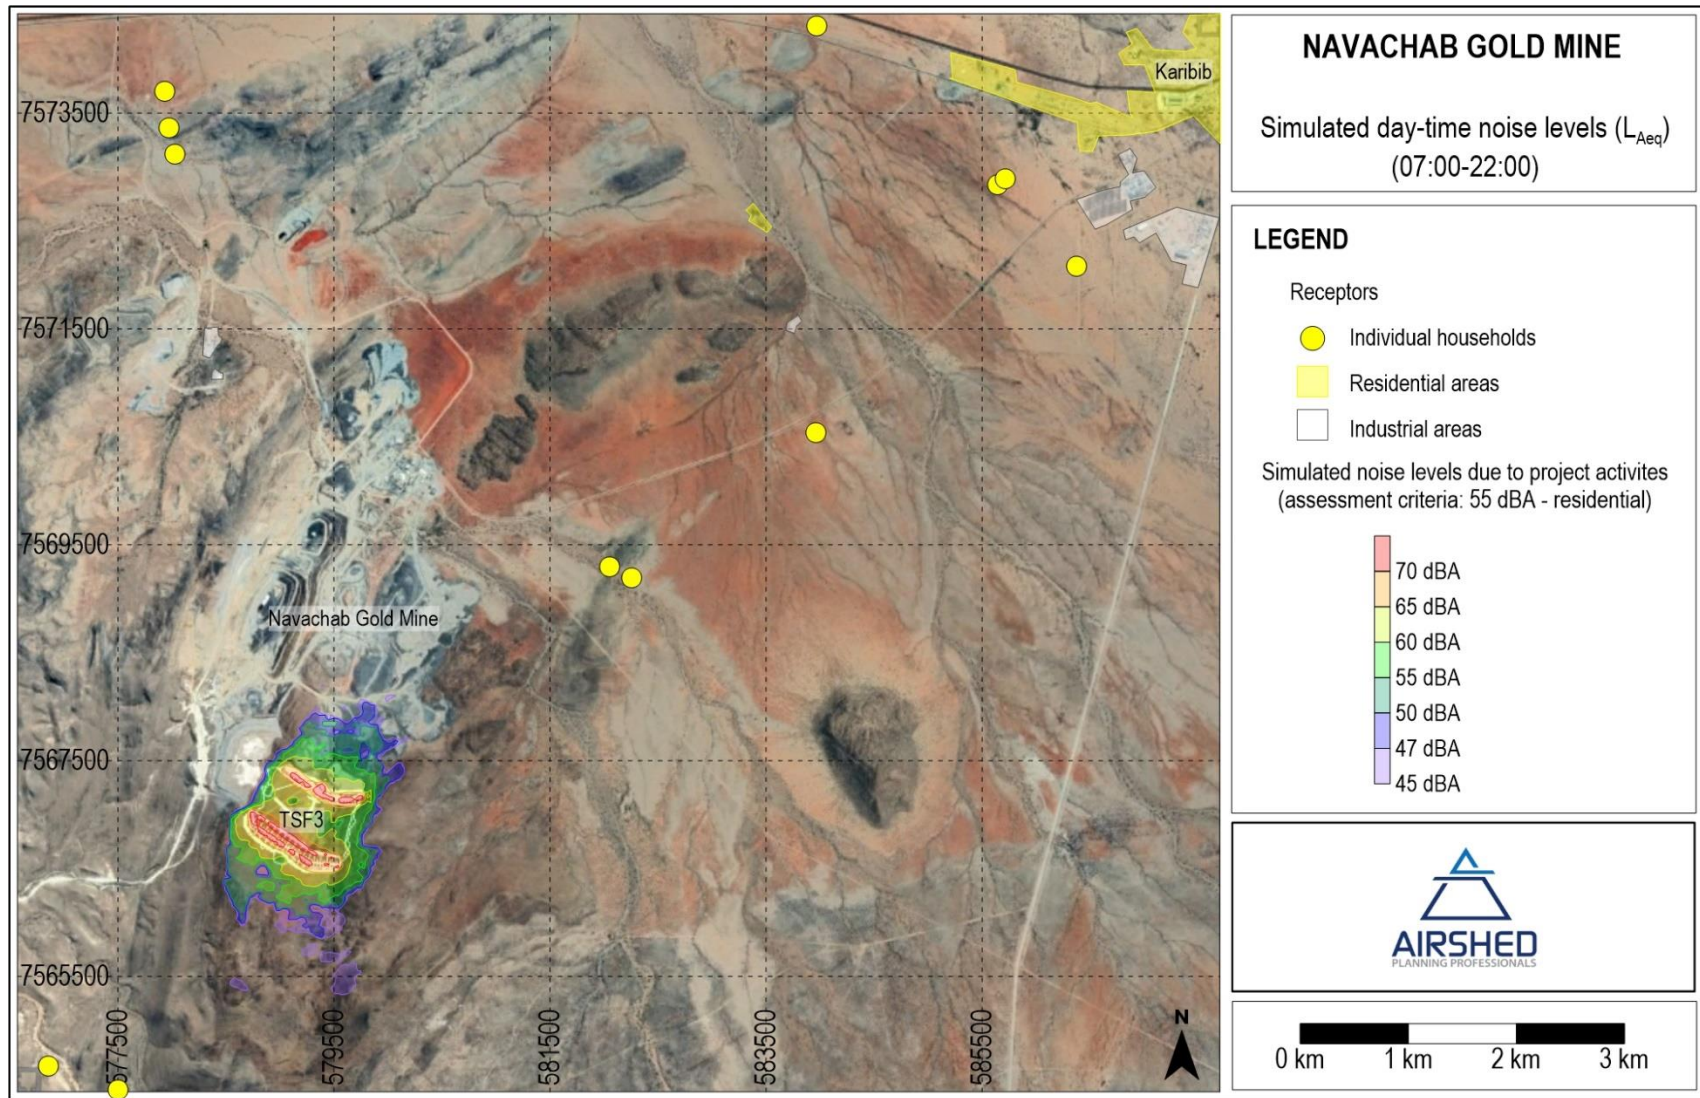 Karibib
7573500
7571500
7569500
Navachab Gold Mine
7567500
TSF3
7565500
577500
579500
581500
583500
585500
N
NAVACHAB GOLD MINE
Simulated day-time noise levels (LAeq)
(07:00-22:00)
LEGEND
Receptors
Individual households
Residential areas
Industrial areas
Simulated noise levels due to project activites
(assessment criteria: 55 dBA - residential)
70 dBA
65 dBA
60 dBA
55 dBA
50 dBA
47 dBA
45 dBA
AIRSHED
PLANNING PROFESSIONALS
0 km 1 km 2 km 3 km